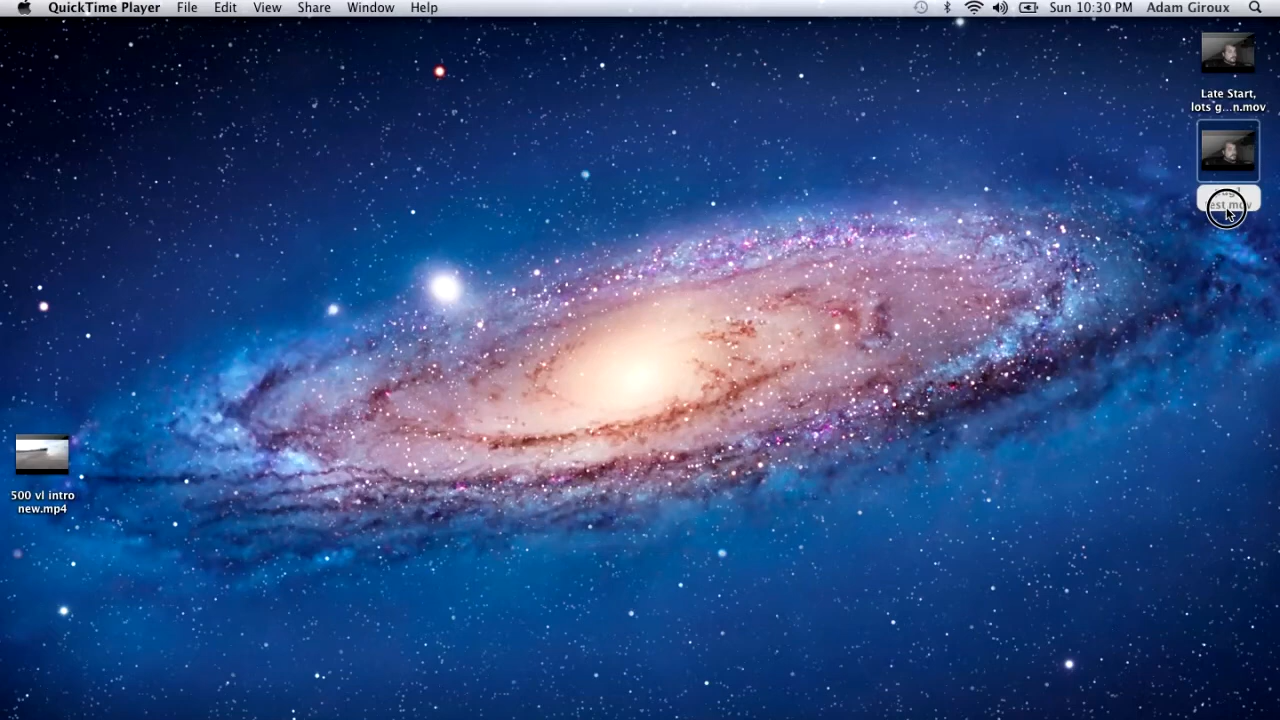 QuickTime Player File Edit View Share Window Help Sun 10:30 PM Adam Giroux
Late Start,
lots g...n.mov
500 vl intro
new.mp4